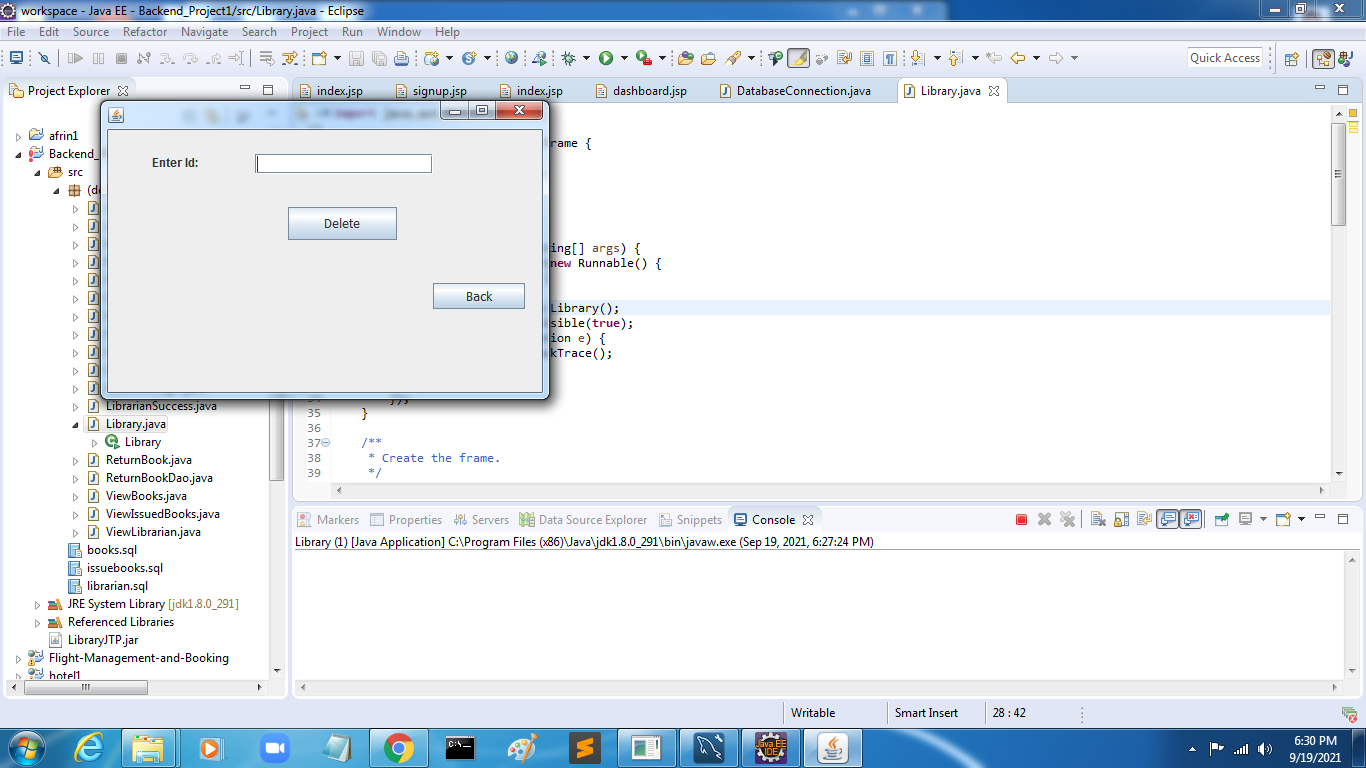 workspace - Java EE - Backend_Project1/src/Library.java - Eclipse
File Edit Source Refactor Navigate Search Project Run Window Help
Quick Access
Project Explorer
index.jsp signup.jsp index.jsp dashboard.jsp DatabaseConnection.java Library.java
afrin1
Backend_
src
Enter Id:
Delete
Back
rame {
ing[] args) {
new Runnable() {
Library();
sible(true);
ion e) {
kTrace();
35 }
36
37 /**
38 * Create the frame.
39 */
LibrarianSuccess.java
Library.java
Library
ReturnBook.java
ReturnBookDao.java
ViewBooks.java
ViewIssuedBooks.java
ViewLibrarian.java
books.sql
issuebooks.sql
librarian.sql
JRE System Library [jdk1.8.0_291]
Referenced Libraries
LibraryJTP.jar
Flight-Management-and-Booking
hotel1
Markers Properties Servers Data Source Explorer Snippets Console
Library (1) [Java Application] C:\Program Files (x86)\Java\jdk1.8.0_291\bin\javaw.exe (Sep 19, 2021, 6:27:24 PM)
Writable Smart Insert 28 : 42
Java EE
IDE
6:30 PM
9/19/2021